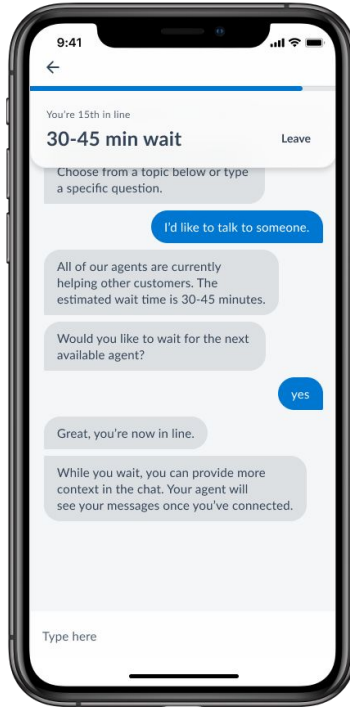 9:41
You're 15th in line
30-45 min wait
Leave
Choose from a topic below or type
a specific question.
I'd like to talk to someone.
All of our agents are currently
helping other customers. The
estimated wait time is 30-45 minutes.
Would you like to wait for the next
available agent?
yes
Great, you're now in line.
While you wait, you can provide more
context in the chat. Your agent will
see your messages once you've connected.
Type here